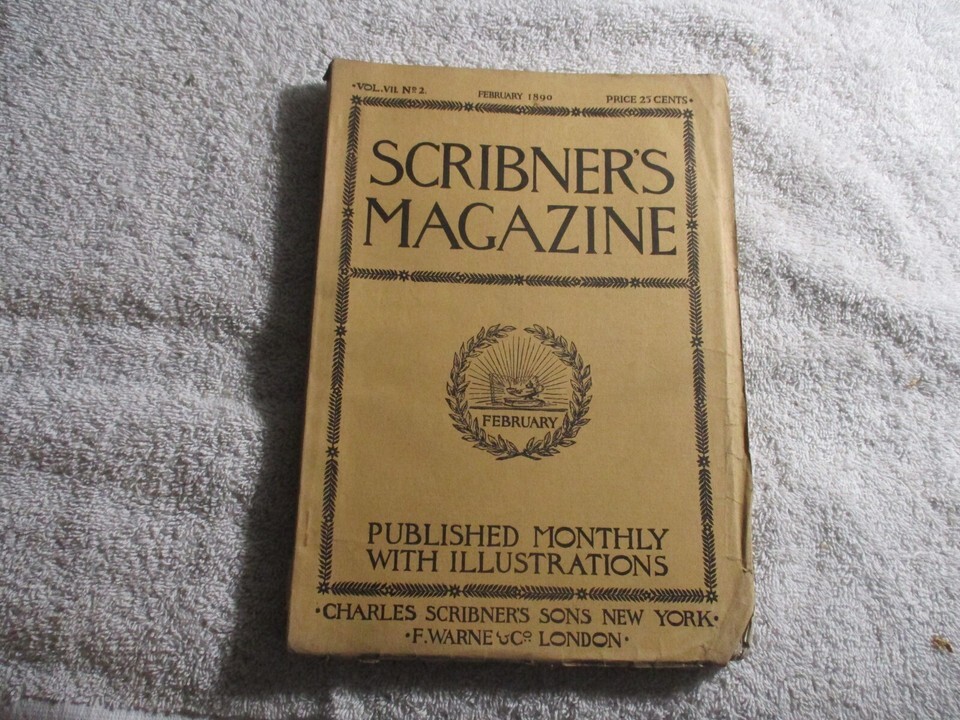 ·VOL.VII. Nº 2. FEBRUARY 1890 PRICE 25 CENTS·
SCRIBNER'S
MAGAZINE
FEBRUARY
PUBLISHED MONTHLY
WITH ILLUSTRATIONS
·CHARLES SCRIBNER'S SONS NEW YORK·
·F. WARNE & Cº LONDON·